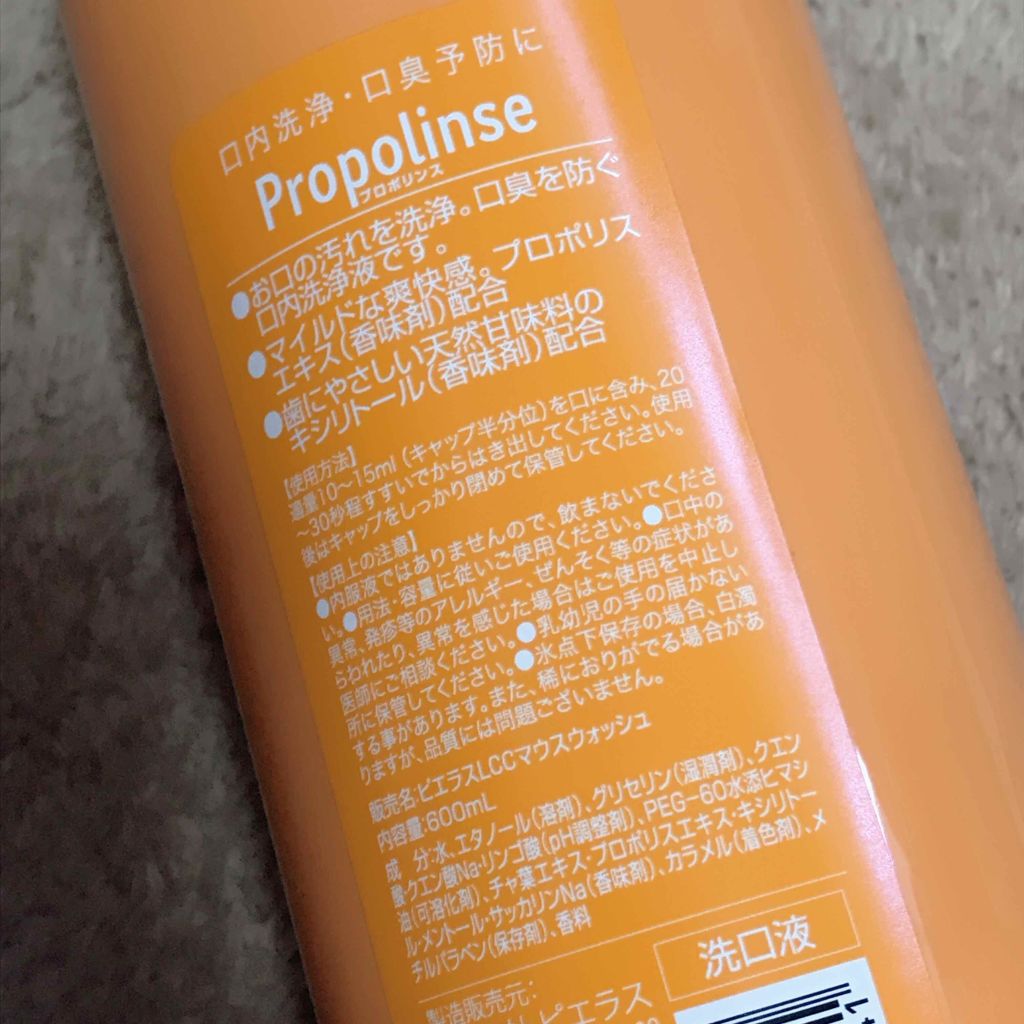 口内洗浄・口臭予防に
Propolinse
プロポリンス
●お口の汚れを洗浄。口臭を防ぐ
口内洗浄液です。
●マイルドな爽快感。プロポリス
エキス(香味剤)配合
●歯にやさしい天然甘味料の
キシリトール(香味剤)配合
【使用方法】
適量10～15ml(キャップ半分位)を口に含み、20
～30秒程すすいでからはき出してください。使用
後はキャップをしっかり閉めて保管してください。
【使用上の注意】
●内服液ではありませんので、飲まないでくださ
い。●用法・容量に従いご使用ください。●口中の
異常、発疹等のアレルギー、ぜんそく等の症状があ
らわれたり、異常を感じた場合はご使用を中止し
医師にご相談ください。●乳幼児の手の届かない
所に保管してください。●氷点下保存の場合、白濁
する事があります。また、稀におりがでる場合があ
りますが、品質には問題ございません。
販売名:ピエラスLCCマウスウォッシュ
内容量:600mL
成 分:水、エタノール(溶剤)、グリセリン(湿潤剤)、クエン
酸・クエン酸Na・リンゴ酸(pH調整剤)、PEG-60水添ヒマシ
油(可溶化剤)、チャ葉エキス・プロポリスエキス・キシリトー
ル・メントール・サッカリンNa(香味剤)、カラメル(着色剤)、メ
チルパラベン(保存剤)、香料
洗口液
製造販売元:
ピエラス